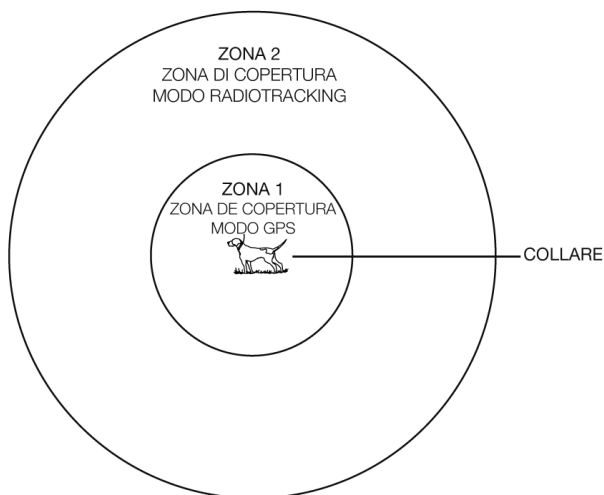 ZONA 2
ZONA DI COPERTURA
MODO RADIOTRACKING
ZONA 1
ZONA DE COPERTURA
MODO GPS
COLLARE